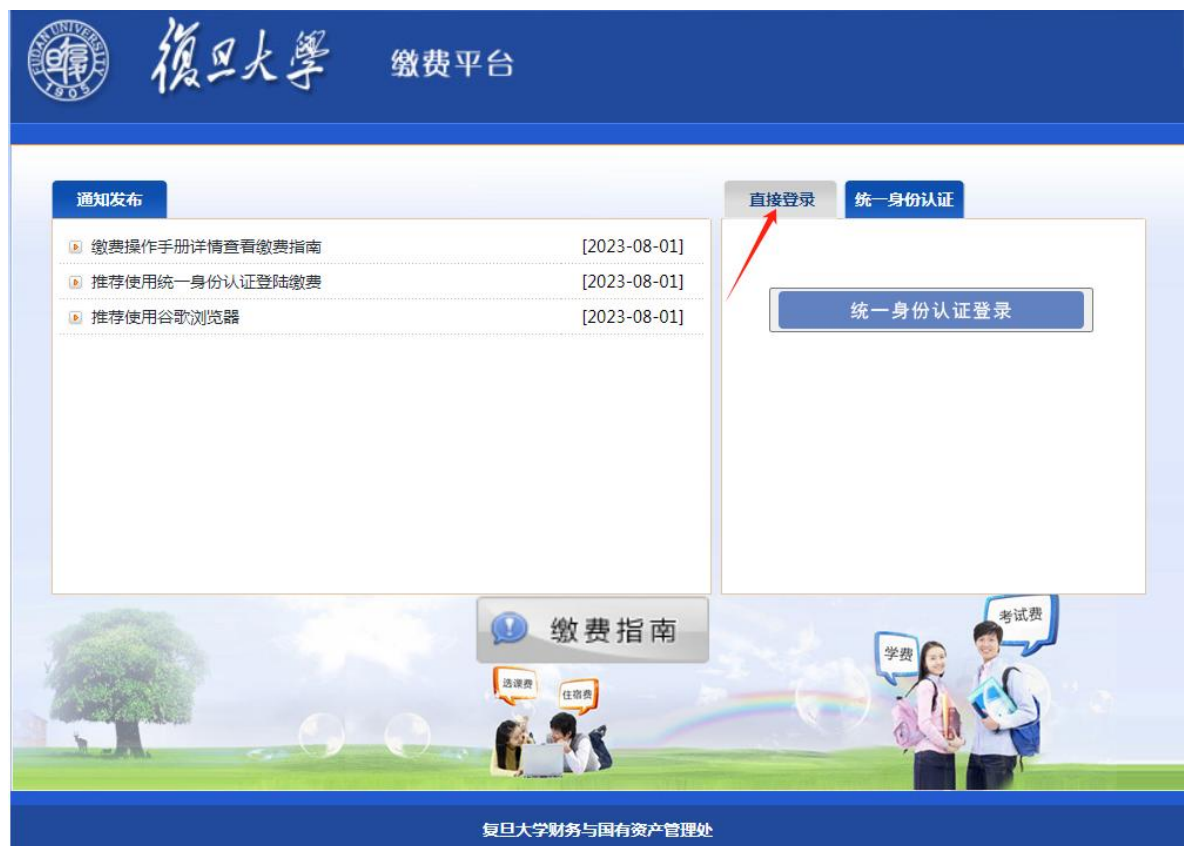 FUDAN UNIVERSITY
1905
復旦大學 缴费平台
通知发布
缴费操作手册详情查看缴费指南 [2023-08-01]
推荐使用统一身份认证登陆缴费 [2023-08-01]
推荐使用谷歌浏览器 [2023-08-01]
直接登录 统一身份认证
统一身份认证登录
缴费指南
选课费
住宿费
学费
考试费
复旦大学财务与国有资产管理处